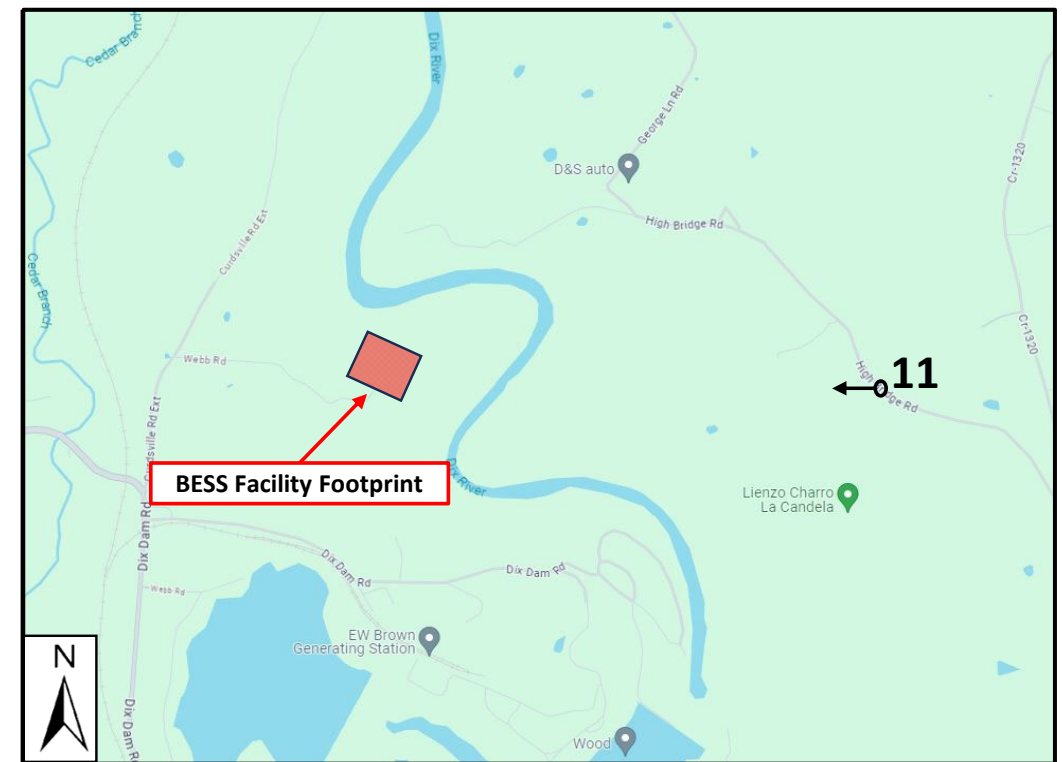 Cedar Branch
Dix River
George Ln Rd
D&S auto
Cr-1320
High Bridge Rd
Curdsville Rd Ext
Cedar Branch
Cr-1320
Webb Rd
11
High Bridge Rd
Curdsville Rd Ext
BESS Facility Footprint
Dix River
Lienzo Charro
La Candela
Dix Dam Rd
Dix Dam Rd
Dix Dam Rd
Webb Rd
EW Brown
Generating Station
N
Dix Dam R
Wood